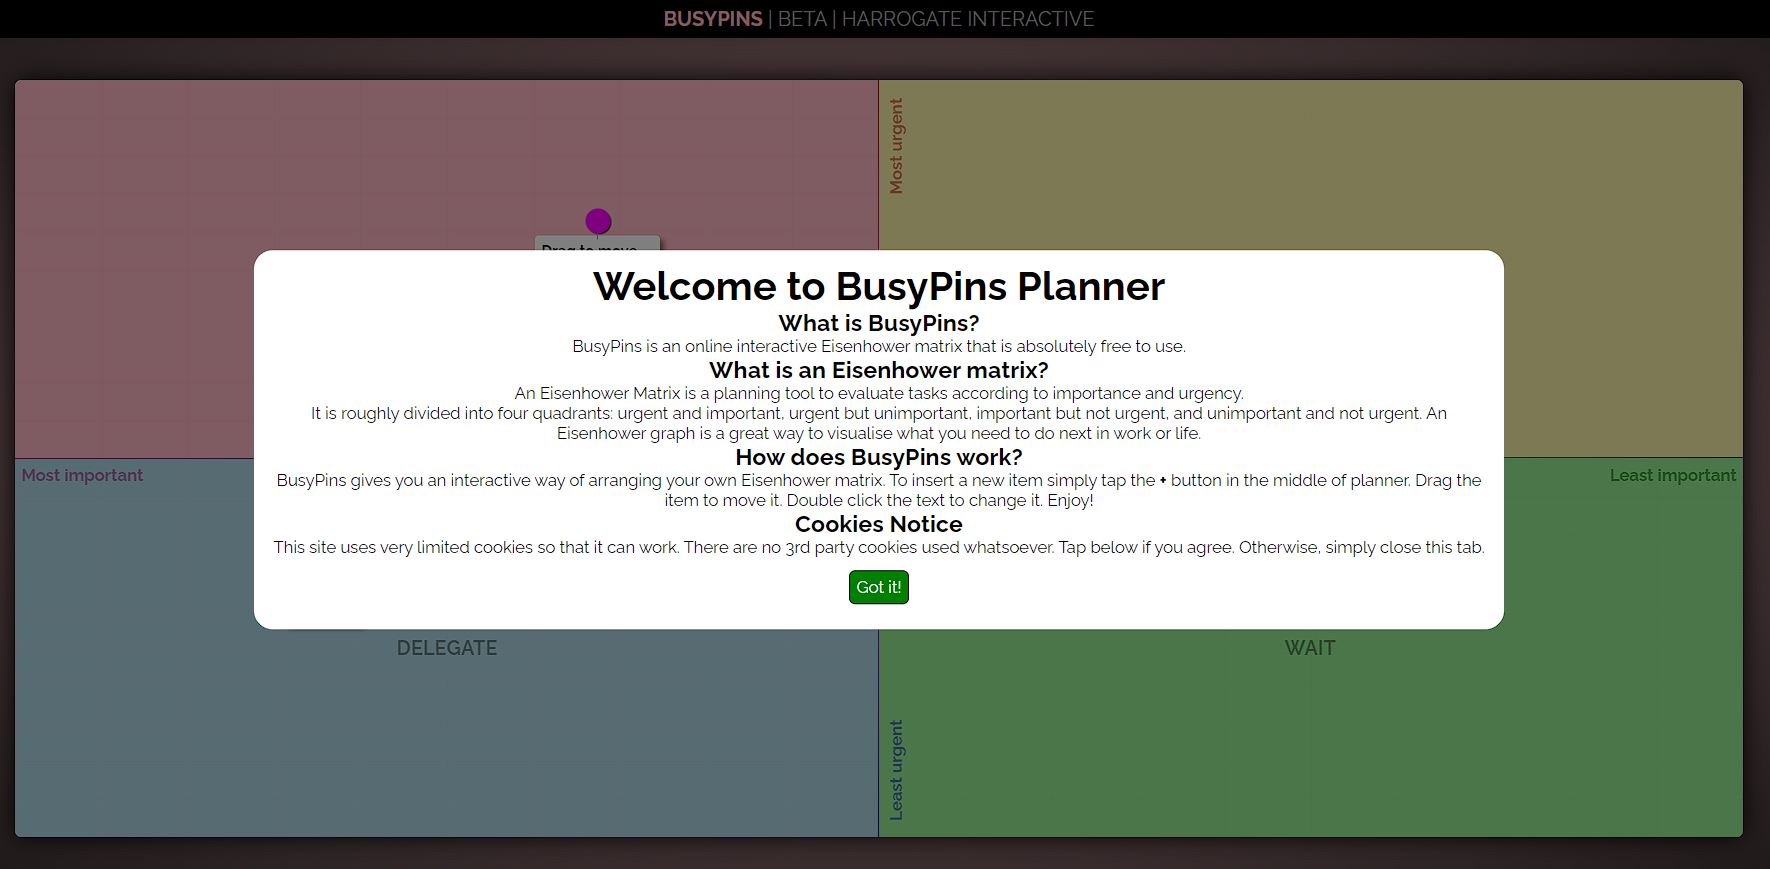 BUSYPINS | BETA | HARROGATE INTERACTIVE
Most urgent
Drag to move
Welcome to BusyPins Planner
What is BusyPins?
BusyPins is an online interactive Eisenhower matrix that is absolutely free to use.
What is an Eisenhower matrix?
An Eisenhower Matrix is a planning tool to evaluate tasks according to importance and urgency.
It is roughly divided into four quadrants: urgent and important, urgent but unimportant, important but not urgent, and unimportant and not urgent. An
Eisenhower graph is a great way to visualise what you need to do next in work or life.
How does BusyPins work?
BusyPins gives you an interactive way of arranging your own Eisenhower matrix. To insert a new item simply tap the + button in the middle of planner. Drag the
item to move it. Double click the text to change it. Enjoy!
Cookies Notice
This site uses very limited cookies so that it can work. There are no 3rd party cookies used whatsoever. Tap below if you agree. Otherwise, simply close this tab.
Got it!
Most important
Least important
DELEGATE
WAIT
Least urgent